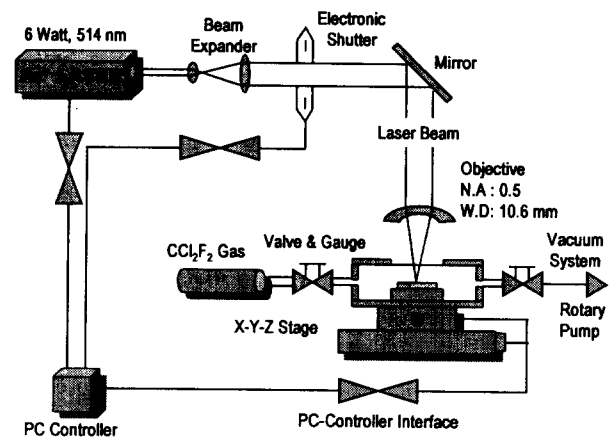 6 Watt, 514 nm
Beam
Expander
Electronic
Shutter
Mirror
Laser Beam
Objective
N.A : 0.5
W.D: 10.6 mm
CCl₂F₂ Gas
Valve & Gauge
Vacuum
System
Rotary
Pump
X-Y-Z Stage
PC Controller
PC-Controller Interface